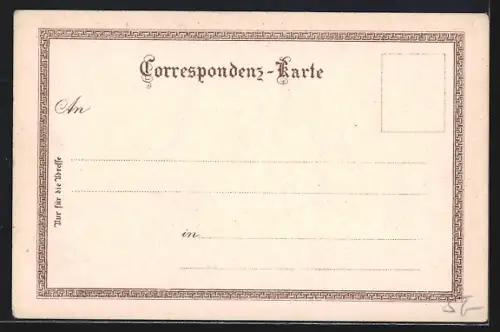 Correspondenz-Karte
An
Nur für die Adresse
in